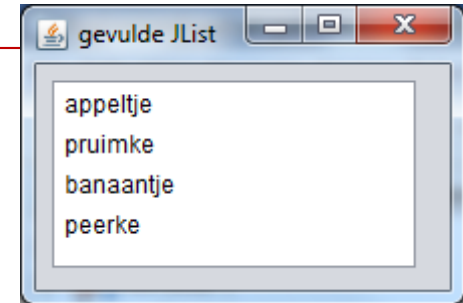 gevulde JList
appeltje
pruimke
banaantje
peerke